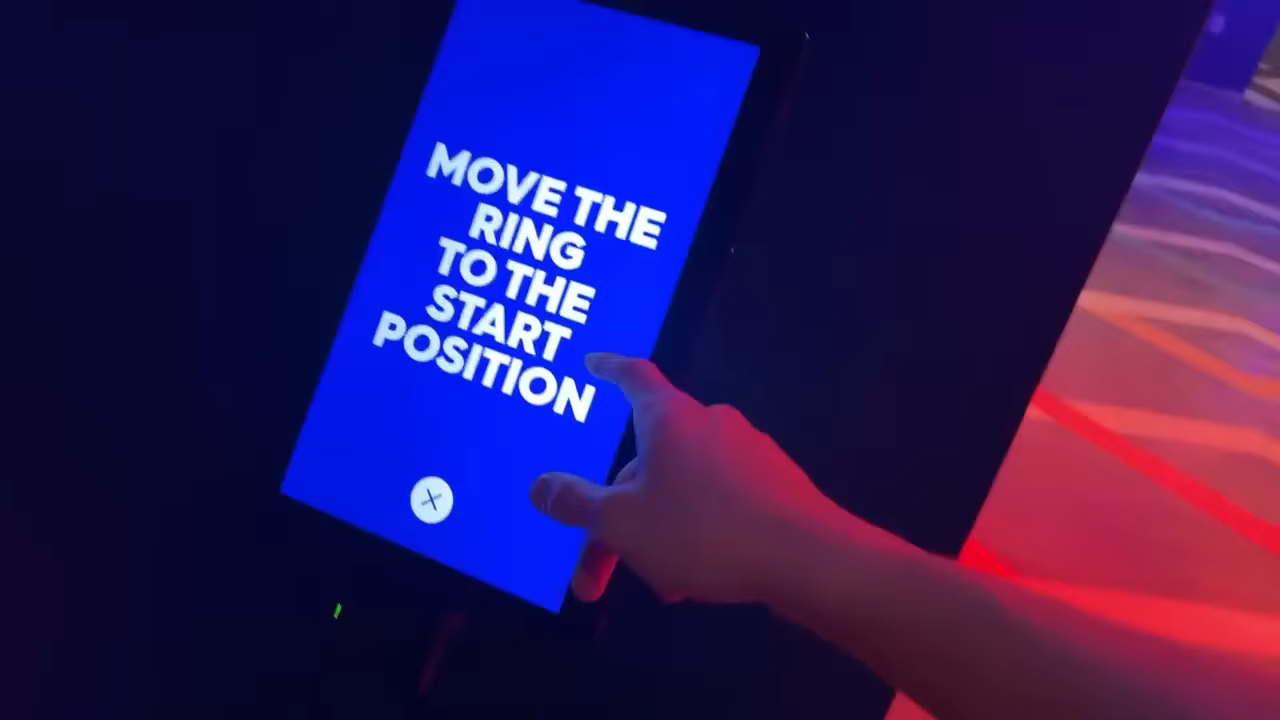 MOVE THE
RING
TO THE
START
POSITION